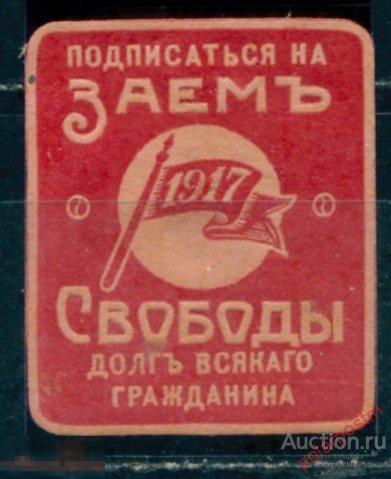 ПОДПИСАТЬСЯ НА
ЗАЕМЪ
1917
СВОБОДЫ
ДОЛГЪ ВСЯКАГО
ГРАЖДАНИНА
Auction.ru